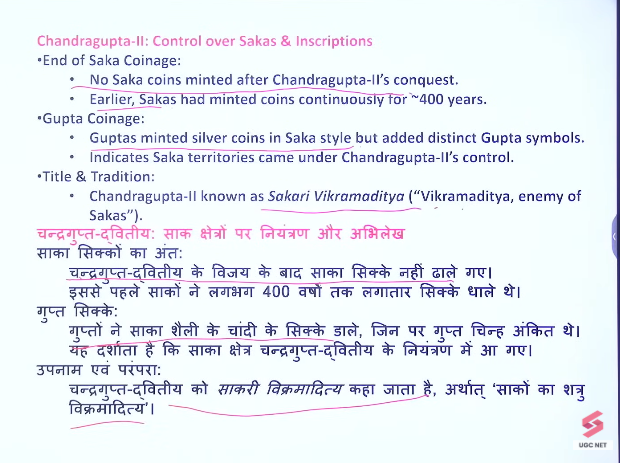 Chandragupta-II: Control over Sakas & Inscriptions
•End of Saka Coinage:
• No Saka coins minted after Chandragupta-II's conquest.
• Earlier, Sakas had minted coins continuously for ~400 years.
•Gupta Coinage:
• Guptas minted silver coins in Saka style but added distinct Gupta symbols.
• Indicates Saka territories came under Chandragupta-II's control.
•Title & Tradition:
• Chandragupta-II known as Sakari Vikramaditya ("Vikramaditya, enemy of
Sakas").
चन्द्रगुप्त-द्वितीय: साक क्षेत्रों पर नियंत्रण और अभिलेख
साका सिक्कों का अंत:
चन्द्रगुप्त-द्वितीय के विजय के बाद साका सिक्के नहीं ढाले गए।
इससे पहले साकों ने लगभग 400 वर्षों तक लगातार सिक्के धाले थे।
गुप्त सिक्के:
गुप्तों ने साका शैली के चांदी के सिक्के डाले, जिन पर गुप्त चिन्ह अंकित थे।
यह दर्शाता है कि साका क्षेत्र चन्द्रगुप्त-द्वितीय के नियंत्रण में आ गए।
उपनाम एवं परंपरा:
चन्द्रगुप्त-द्वितीय को साकरी विक्रमादित्य कहा जाता है, अर्थात् 'साकों का शत्रु
विक्रमादित्य'।
UGC NET